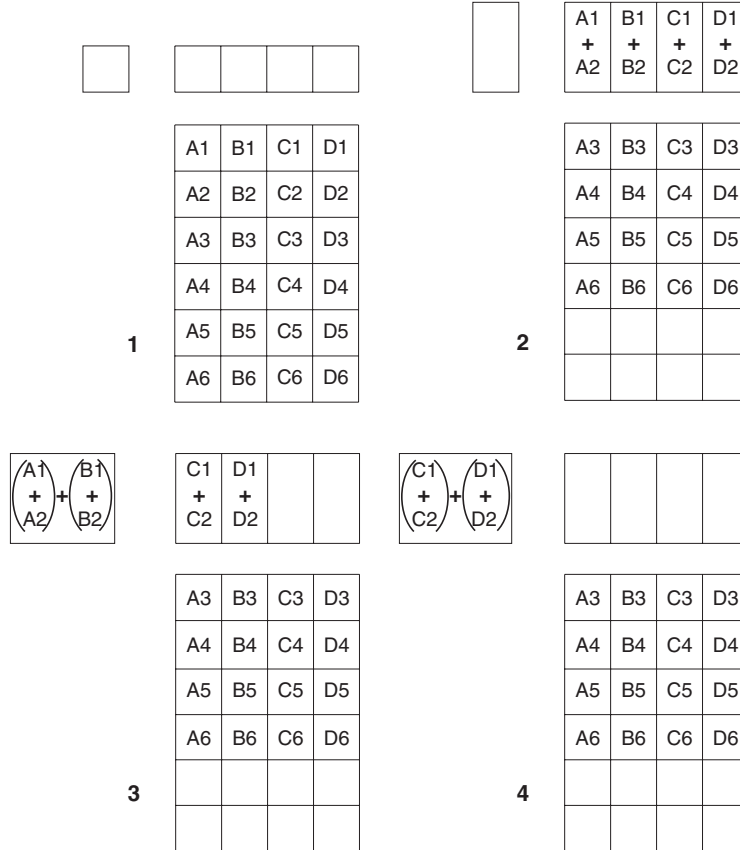 A1 B1 C1 D1
+ + + +
A2 B2 C2 D2
A1 B1 C1 D1
A2 B2 C2 D2
A3 B3 C3 D3
A4 B4 C4 D4
A5 B5 C5 D5
A6 B6 C6 D6
1
A3 B3 C3 D3
A4 B4 C4 D4
A5 B5 C5 D5
A6 B6 C6 D6
2
(A1 + A2) + (B1 + B2)
C1 D1
+ +
C2 D2
A3 B3 C3 D3
A4 B4 C4 D4
A5 B5 C5 D5
A6 B6 C6 D6
3
(C1 + C2) + (D1 + D2)
A3 B3 C3 D3
A4 B4 C4 D4
A5 B5 C5 D5
A6 B6 C6 D6
4